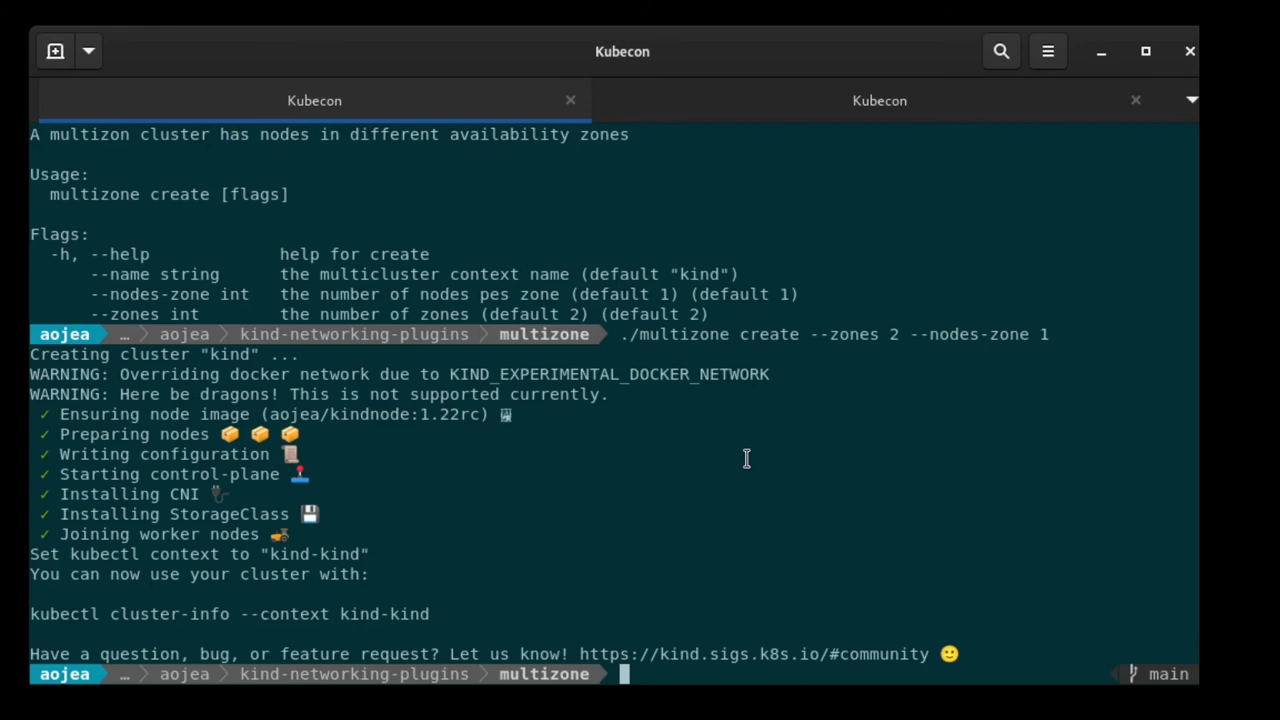 Kubecon
Kubecon
Kubecon
A multizon cluster has nodes in different availability zones
Usage:
multizone create [flags]
Flags:
-h, --help help for create
--name string the multicluster context name (default "kind")
--nodes-zone int the number of nodes pes zone (default 1) (default 1)
--zones int the number of zones (default 2) (default 2)
aojea … aojea kind-networking-plugins multizone ./multizone create --zones 2 --nodes-zone 1
Creating cluster "kind" ...
WARNING: Overriding docker network due to KIND_EXPERIMENTAL_DOCKER_NETWORK
WARNING: Here be dragons! This is not supported currently.
✓ Ensuring node image (aojea/kindnode:1.22rc) 🖼
✓ Preparing nodes 📦 📦 📦
✓ Writing configuration 📜
✓ Starting control-plane 🕹️
✓ Installing CNI 🔌
✓ Installing StorageClass 💾
✓ Joining worker nodes 🚜
Set kubectl context to "kind-kind"
You can now use your cluster with:
kubectl cluster-info --context kind-kind
Have a question, bug, or feature request? Let us know! https://kind.sigs.k8s.io/#community 🙂
aojea … aojea kind-networking-plugins multizone main